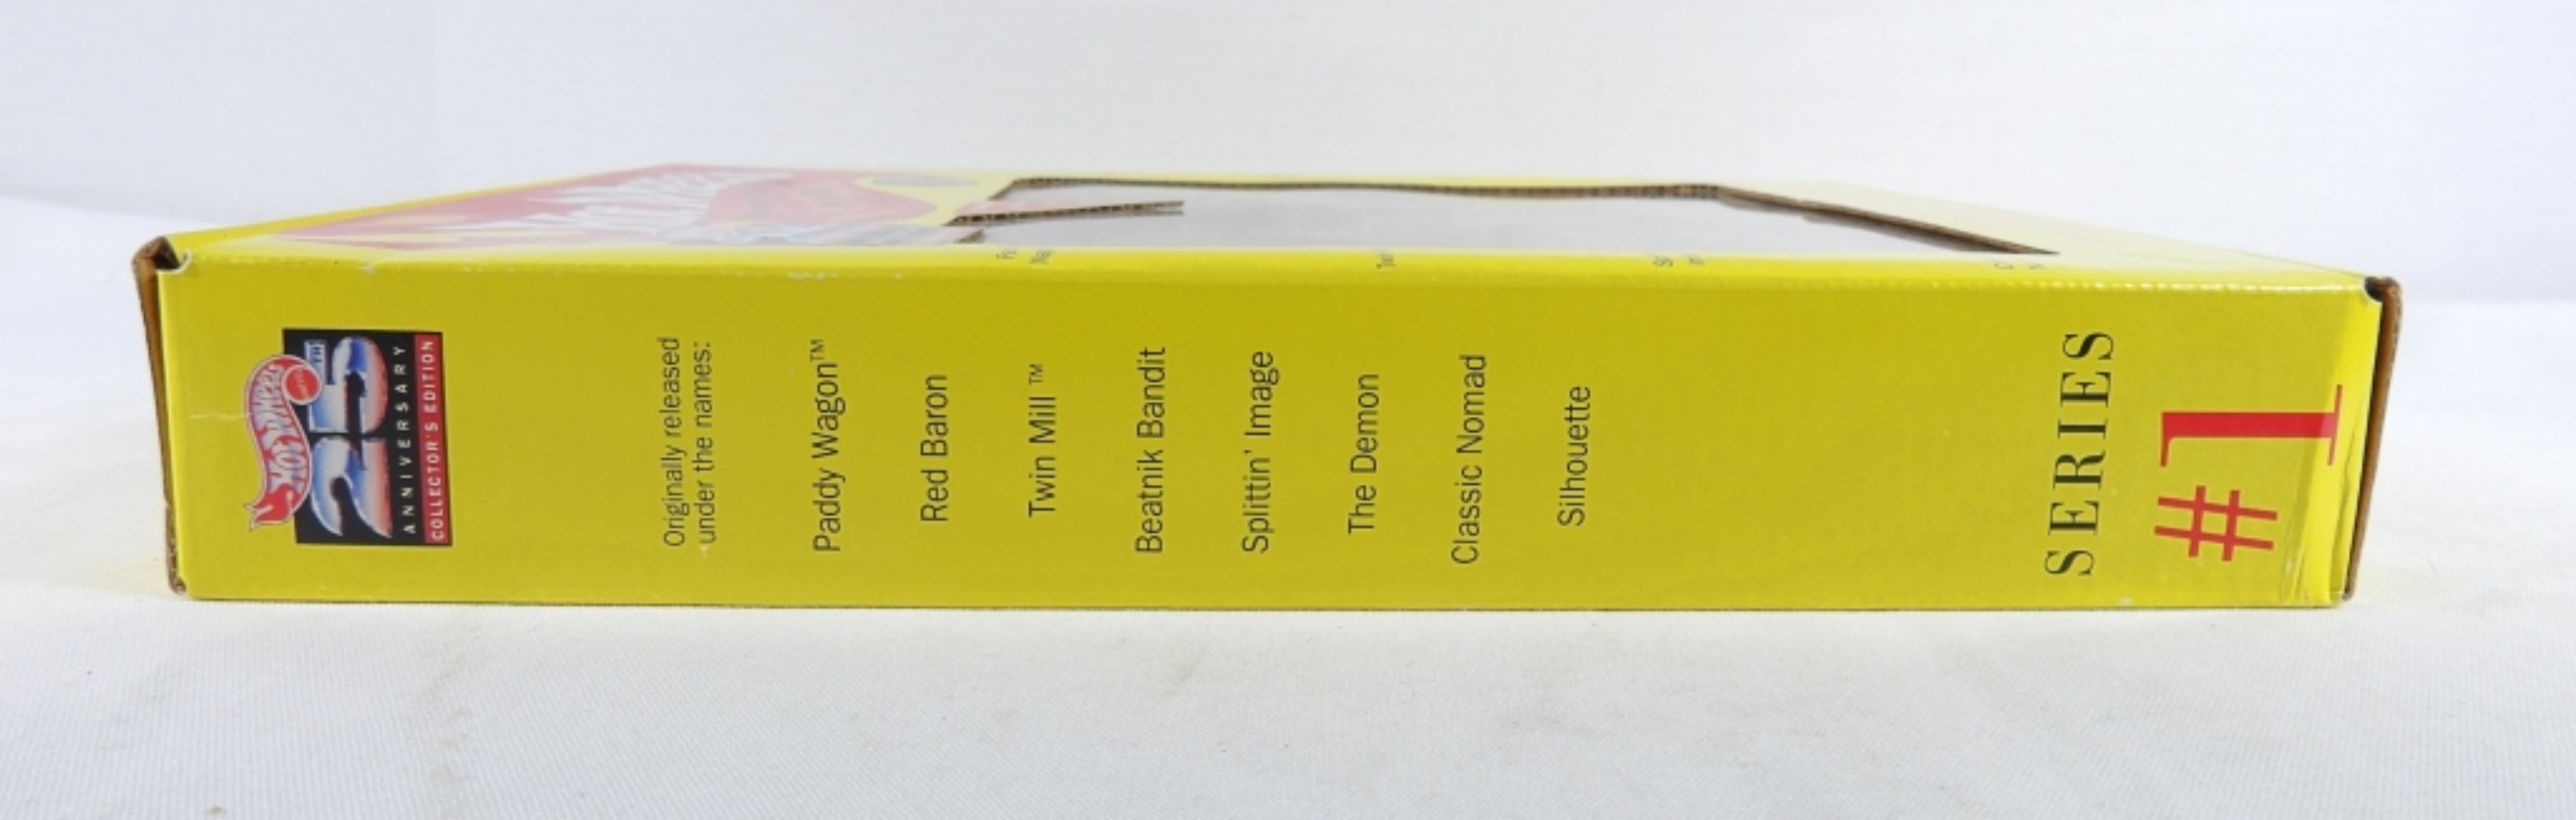 Hot Wheels
25TH
ANNIVERSARY
COLLECTOR'S EDITION
Originally released
under the names:
Paddy Wagon™
Red Baron
Twin Mill ™
Beatnik Bandit
Splittin' Image
The Demon
Classic Nomad
Silhouette
SERIES
#1